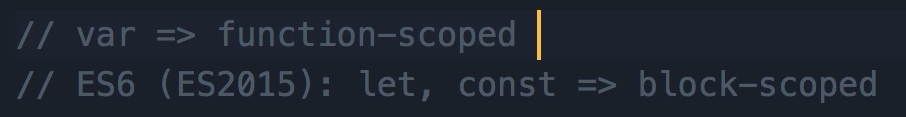 // var => function-scoped
// ES6 (ES2015): let, const => block-scoped